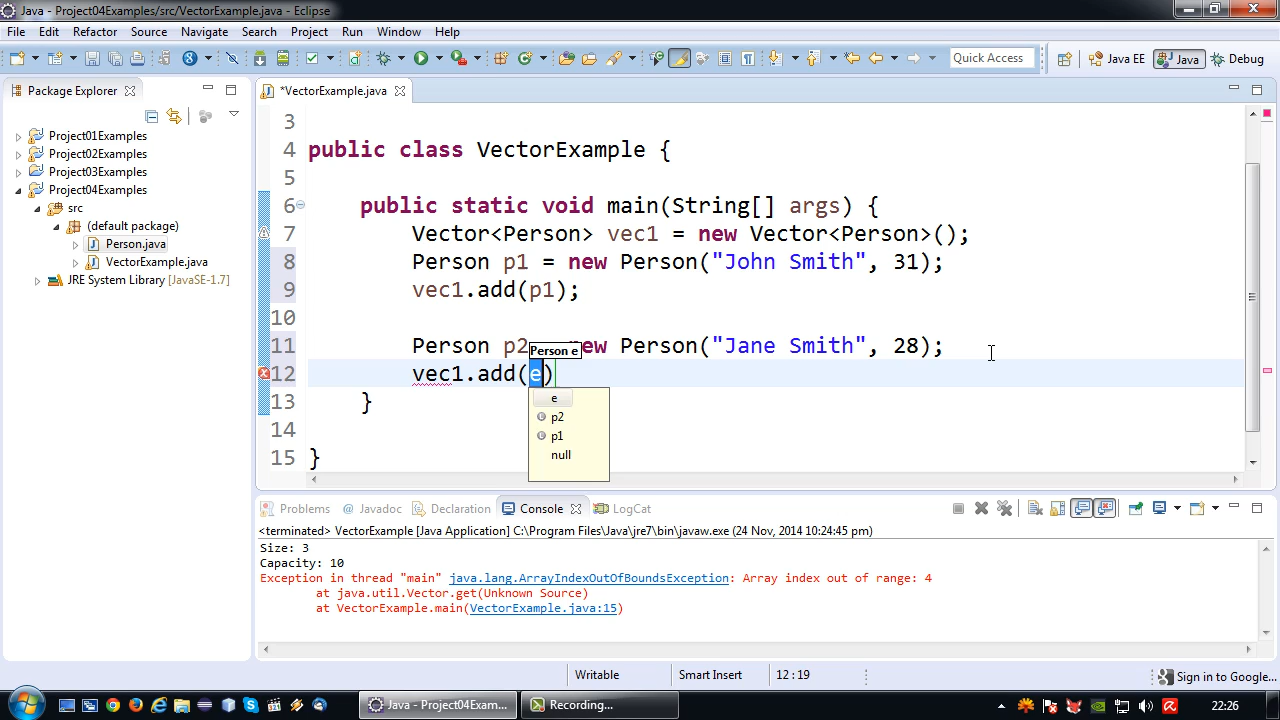 Java - Project04Examples/src/VectorExample.java - Eclipse
File Edit Refactor Source Navigate Search Project Run Window Help
Quick Access Java EE Java Debug
Package Explorer
*VectorExample.java
Project01Examples
Project02Examples
Project03Examples
Project04Examples
src
(default package)
Person.java
VectorExample.java
JRE System Library [JavaSE-1.7]
3
4 public class VectorExample {
5
6 public static void main(String[] args) {
7 Vector<Person> vec1 = new Vector<Person>();
8 Person p1 = new Person("John Smith", 31);
9 vec1.add(p1);
10
11 Person p2 new Person("Jane Smith", 28);
Person e
12 vec1.add(e)
13 }
14
15 }
e
p2
p1
null
Problems @ Javadoc Declaration Console LogCat
<terminated> VectorExample [Java Application] C:\Program Files\Java\jre7\bin\javaw.exe (24 Nov, 2014 10:24:45 pm)
Size: 3
Capacity: 10
Exception in thread "main" java.lang.ArrayIndexOutOfBoundsException: Array index out of range: 4
at java.util.Vector.get(Unknown Source)
at VectorExample.main(VectorExample.java:15)
Writable Smart Insert 12:19 Sign in to Google...
Java - Project04Exam... Recording... 22:26